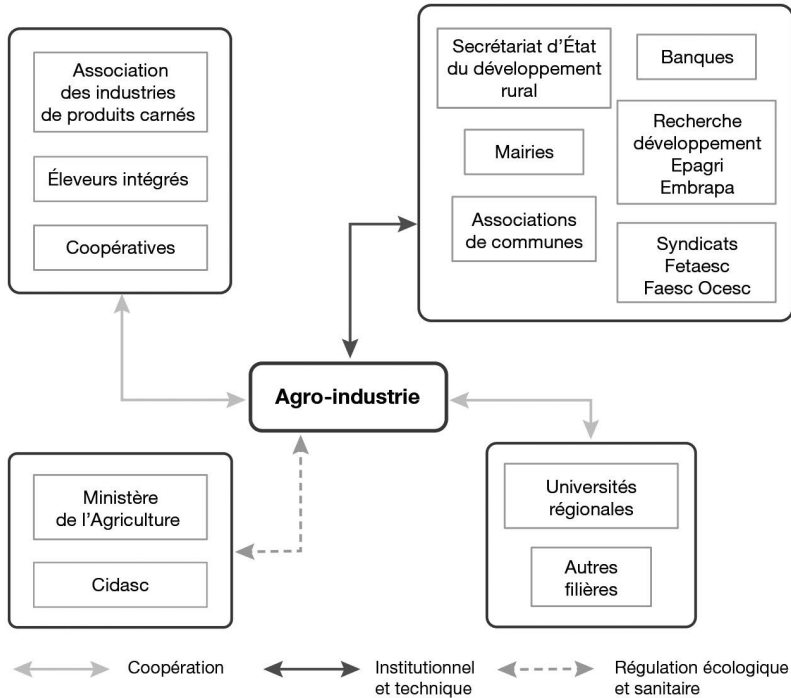 Association
des industries
de produits carnés
Éleveurs intégrés
Coopératives
Secrétariat d'État
du développement
rural
Banques
Mairies
Recherche
développement
Epagri
Embrapa
Associations
de communes
Syndicats
Fetaesc
Faesc Ocesc
Agro-industrie
Ministère
de l'Agriculture
Cidasc
Universités
régionales
Autres
filières
Coopération
Institutionnel
et technique
Régulation écologique
et sanitaire